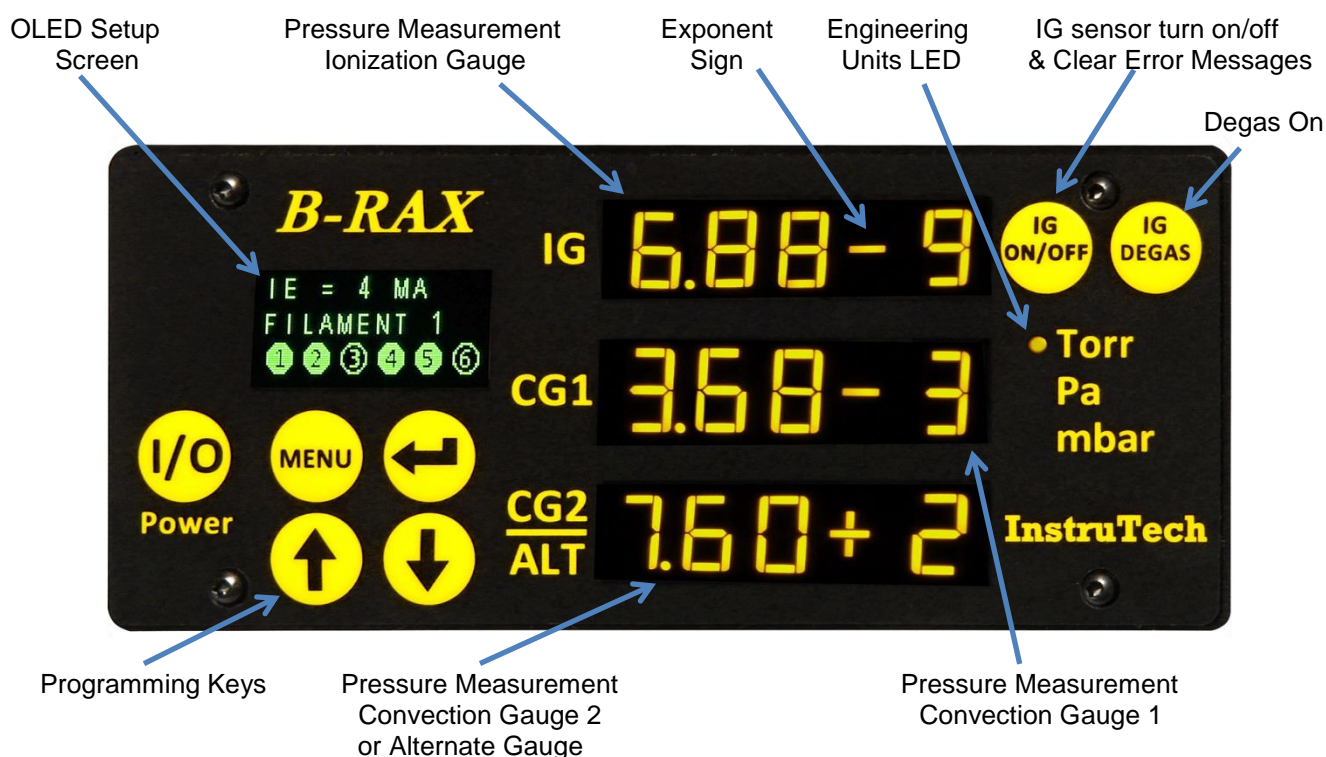 OLED Setup
Screen
Pressure Measurement
Ionization Gauge
Exponent
Sign
Engineering
Units LED
IG sensor turn on/off
& Clear Error Messages
Degas On
B-RAX
IE = 4 MA
FILAMENT 1
1 2 3 4 5 6
IG
6.88- 9
IG
ON/OFF
IG
DEGAS
CG1
3.68- 3
Torr
Pa
mbar
I/O
Power
MENU
CG2
ALT
7.60+ 2
InstruTech
Programming Keys
Pressure Measurement
Convection Gauge 2
or Alternate Gauge
Pressure Measurement
Convection Gauge 1